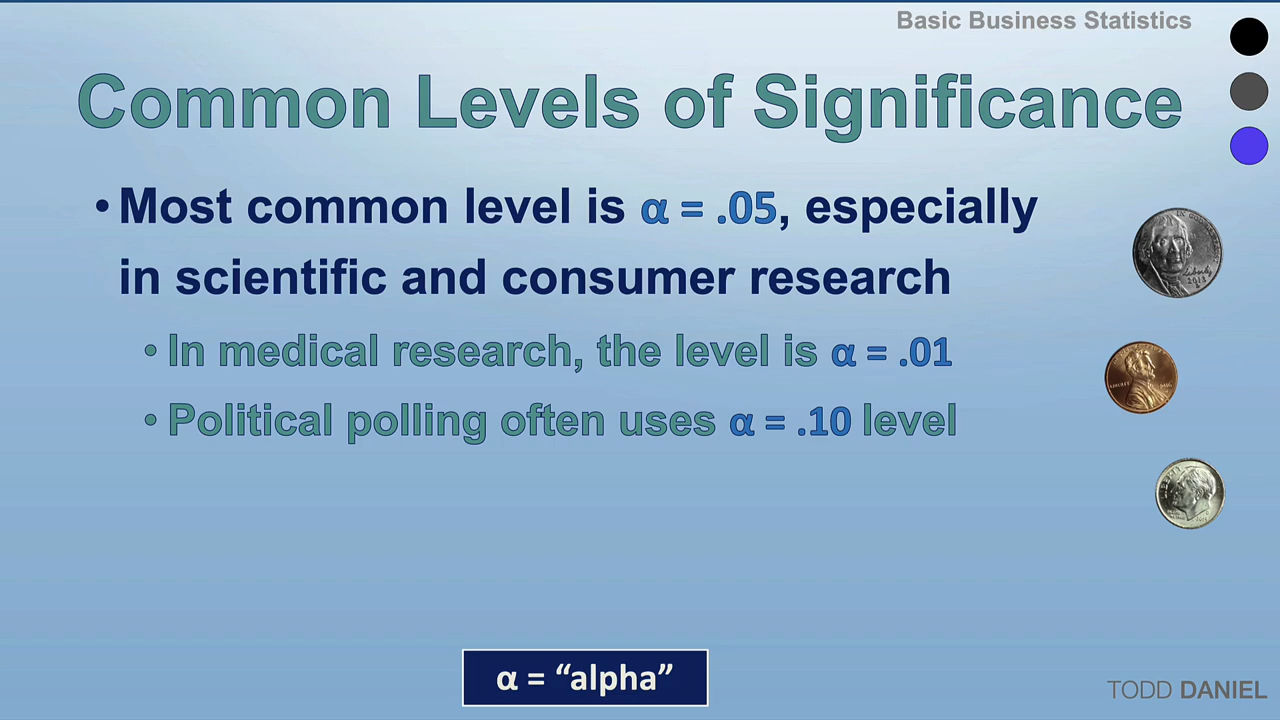 Basic Business Statistics
Common Levels of Significance
• Most common level is α = .05, especially
in scientific and consumer research
• In medical research, the level is α = .01
• Political polling often uses α = .10 level
α = “alpha”
TODD DANIEL